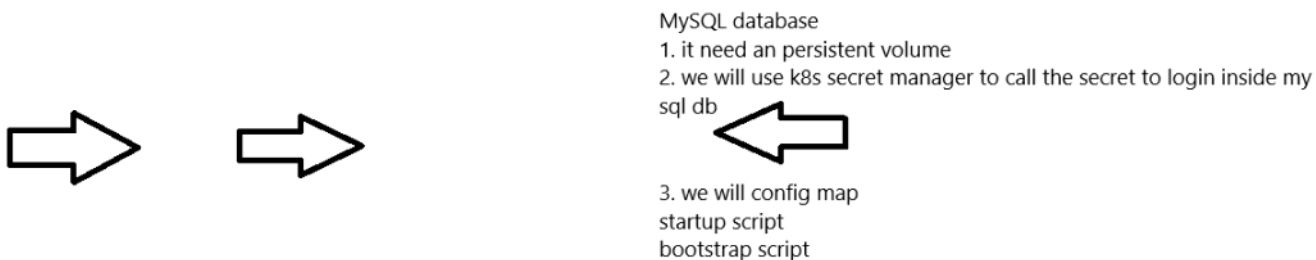 MySQL database
1. it need an persistent volume
2. we will use k8s secret manager to call the secret to login inside my
sql db
3. we will config map
startup script
bootstrap script